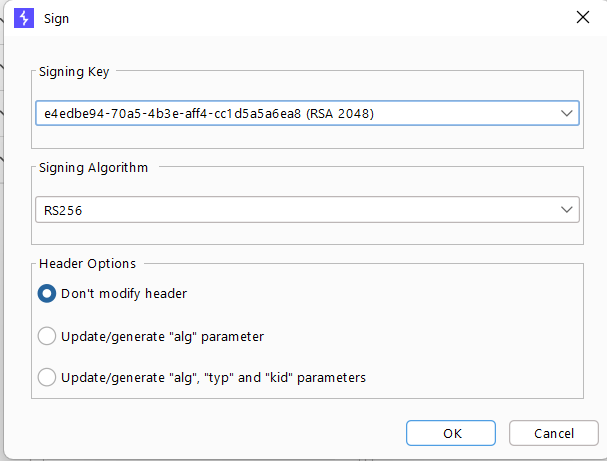 Sign
Signing Key
e4edbe94-70a5-4b3e-aff4-cc1d5a5a6ea8 (RSA 2048)
Signing Algorithm
RS256
Header Options
Don't modify header
Update/generate "alg" parameter
Update/generate "alg", "typ" and "kid" parameters
OK
Cancel